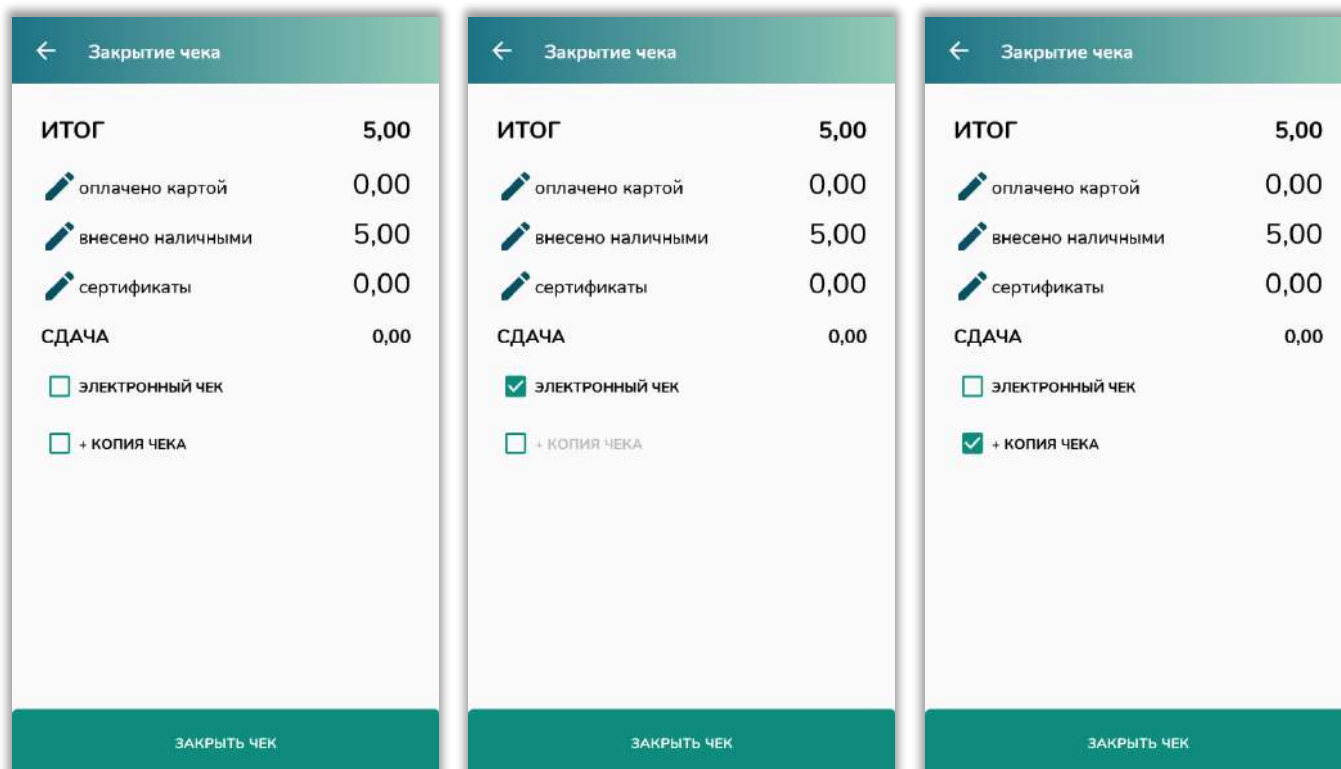 Закрытие чека
ИТОГ 5,00
оплачено картой 0,00
внесено наличными 5,00
сертификаты 0,00
СДАЧА 0,00
ЭЛЕКТРОННЫЙ ЧЕК
+ КОПИЯ ЧЕКА
ЗАКРЫТЬ ЧЕК
Закрытие чека
ИТОГ 5,00
оплачено картой 0,00
внесено наличными 5,00
сертификаты 0,00
СДАЧА 0,00
ЭЛЕКТРОННЫЙ ЧЕК
+ КОПИЯ ЧЕКА
ЗАКРЫТЬ ЧЕК
Закрытие чека
ИТОГ 5,00
оплачено картой 0,00
внесено наличными 5,00
сертификаты 0,00
СДАЧА 0,00
ЭЛЕКТРОННЫЙ ЧЕК
+ КОПИЯ ЧЕКА
ЗАКРЫТЬ ЧЕК